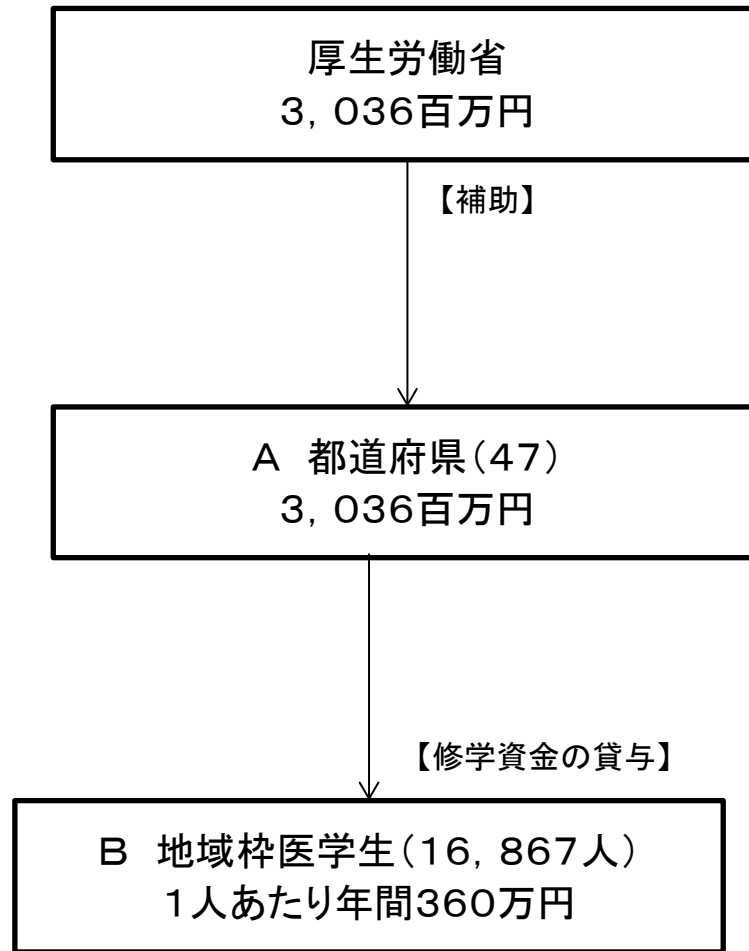 厚生労働省
3,036百万円
【補助】
A 都道府県(47)
3,036百万円
【修学資金の貸与】
B 地域枠医学生(16,867人)
1人あたり年間360万円